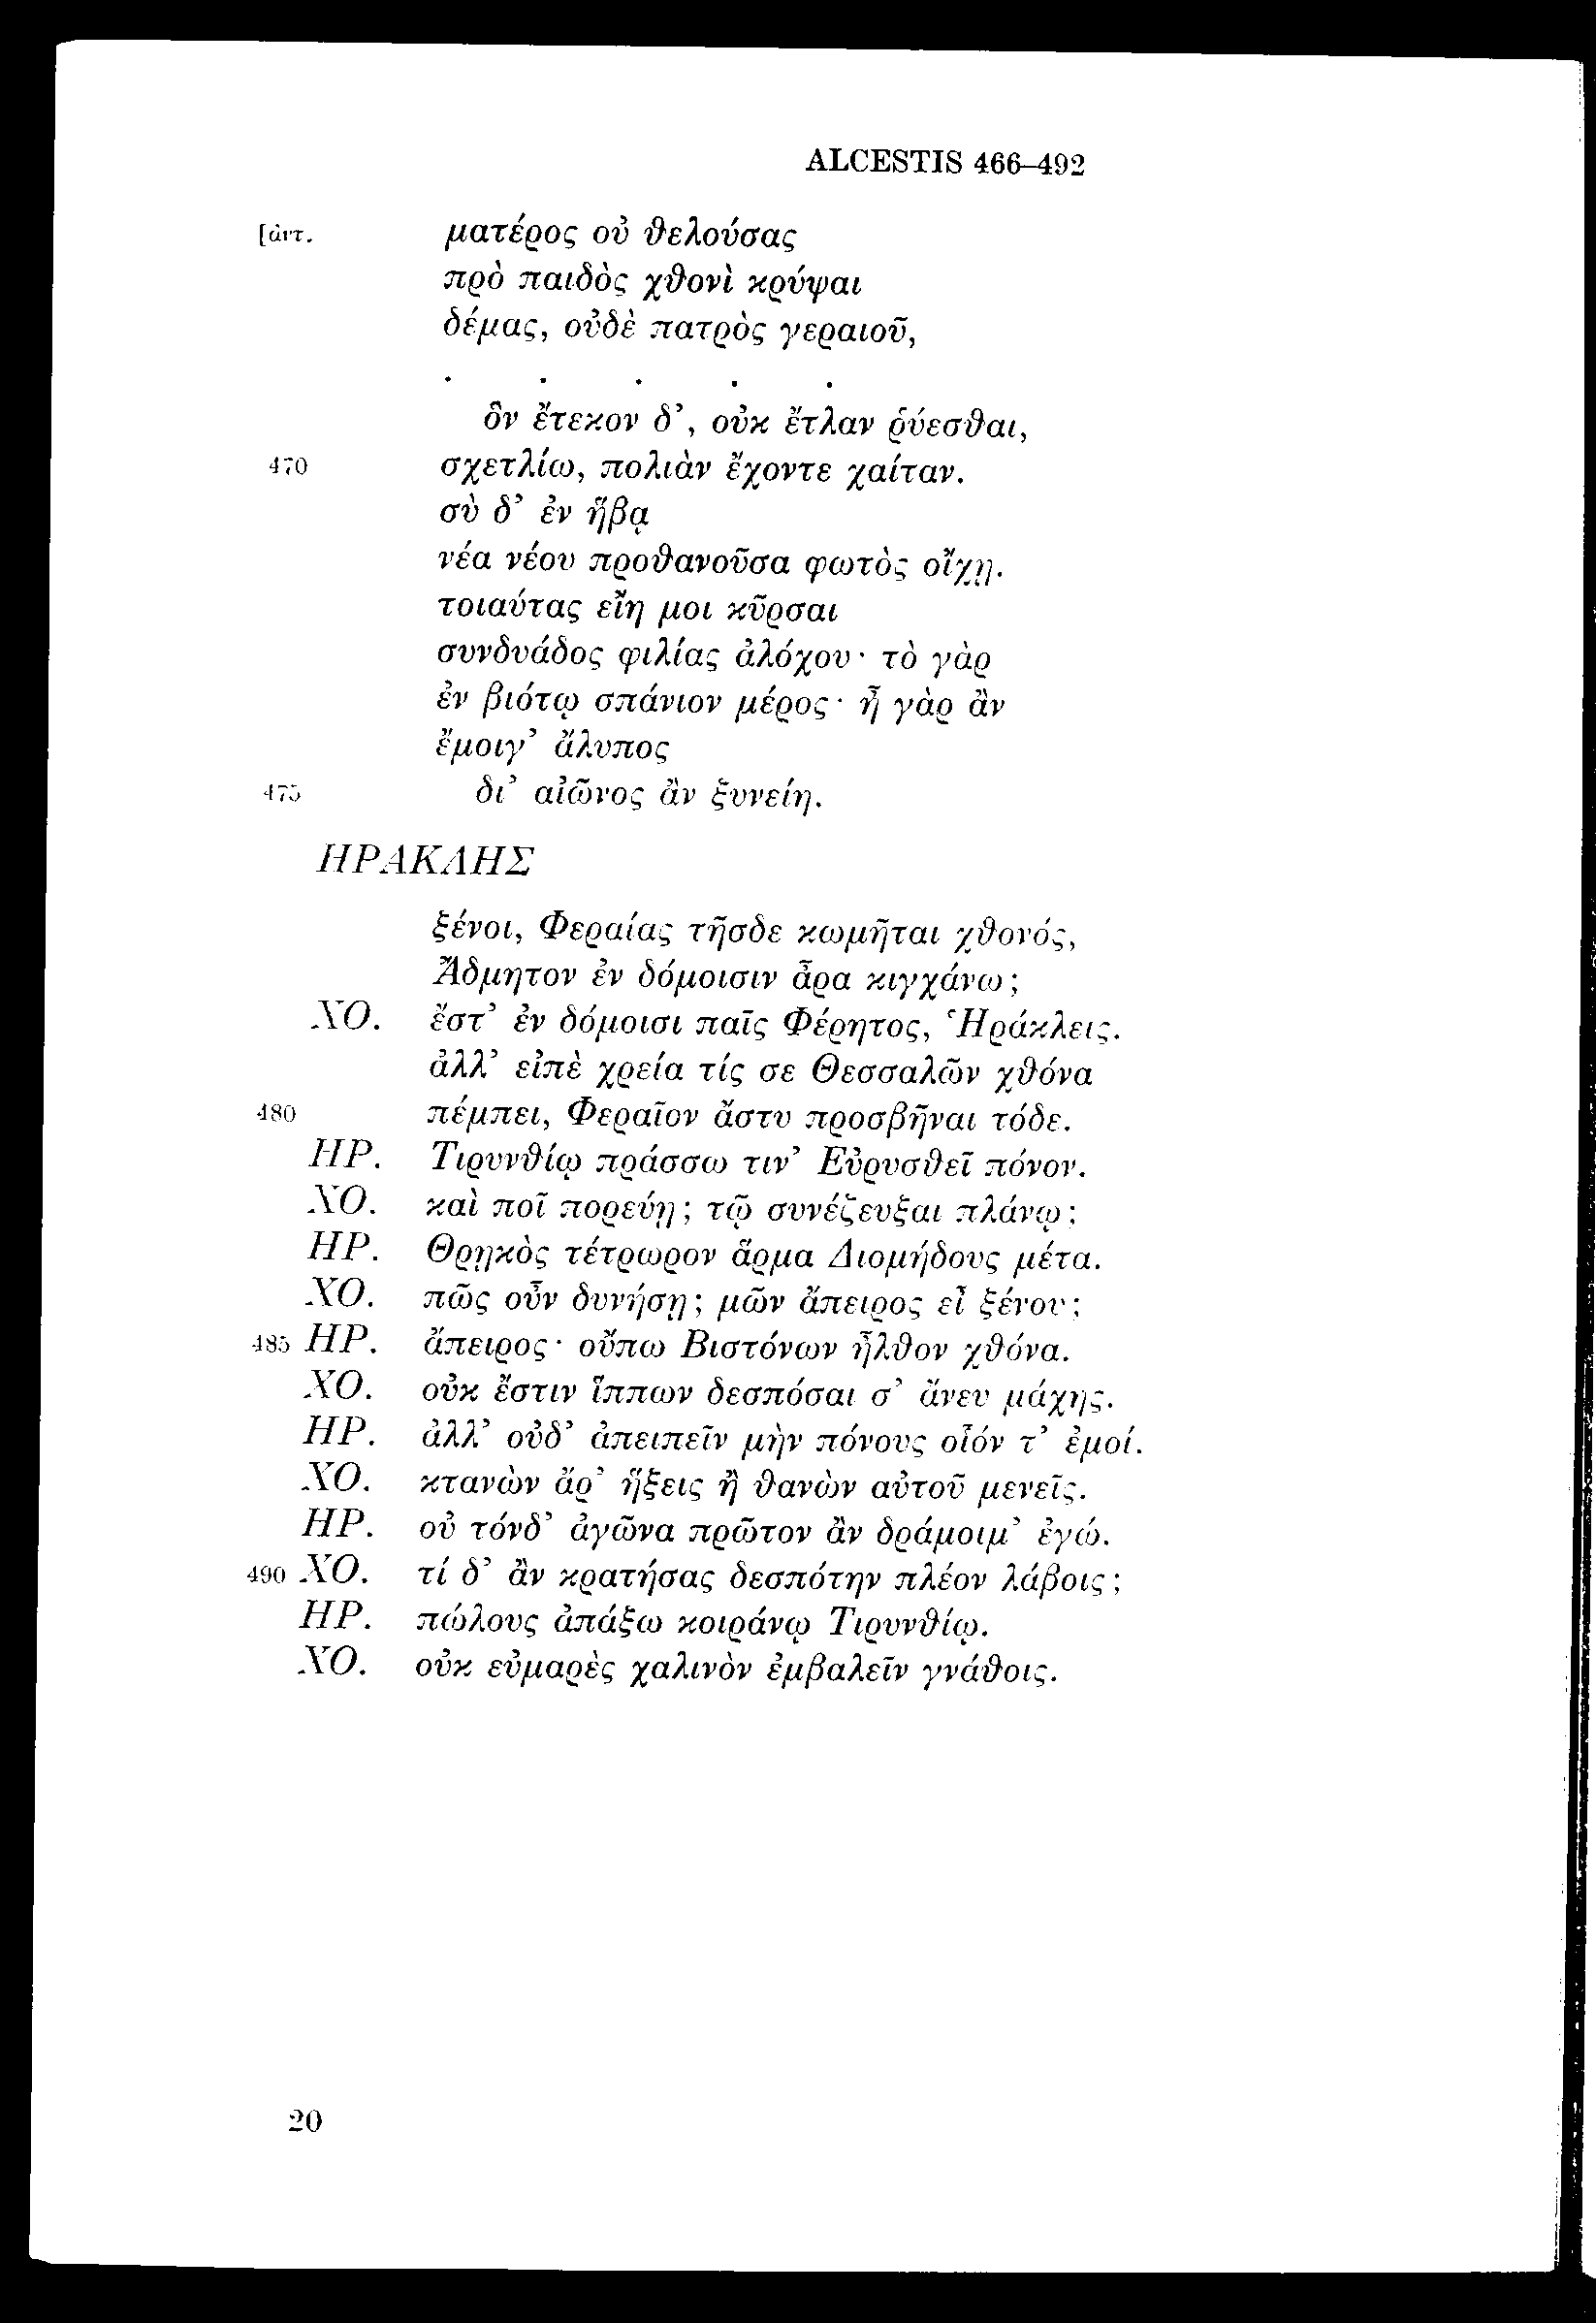 ALCESTIS 466–492
[ἀντ. ματέρος οὐ θελούσας
πρὸ παιδὸς χθονὶ κρύψαι
δέμας, οὐδὲ πατρὸς γεραιοῦ,
. . . . .
ὃν ἔτεκον δ’, οὐκ ἔτλαν ῥύεσθαι,
470 σχετλίω, πολιὰν ἔχοντε χαίταν.
σὺ δ’ ἐν ἥβᾳ
νέα νέου προθανοῦσα φωτὸς οἴχῃ.
τοιαύτας εἴη μοι κῦρσαι
συνδυάδος φιλίας ἀλόχου· τὸ γὰρ
ἐν βιότῳ σπάνιον μέρος· ἦ γὰρ ἂν
ἔμοιγ’ ἄλυπος
475 δι’ αἰῶνος ἂν ξυνείη.
ΗΡΑΚΛΗΣ
ξένοι, Φεραίας τῆσδε κωμῆται χθονός,
Ἄδμητον ἐν δόμοισιν ἆρα κιγχάνω;
ΧΟ. ἔστ’ ἐν δόμοισι παῖς Φέρητος, Ἡράκλεις.
ἀλλ’ εἰπὲ χρεία τίς σε Θεσσαλῶν χθόνα
480 πέμπει, Φεραῖον ἄστυ προσβῆναι τόδε.
ΗΡ. Τιρυνθίῳ πράσσω τιν’ Εὐρυσθεῖ πόνον.
ΧΟ. καὶ ποῖ πορεύῃ; τῷ συνέζευξαι πλάνῳ;
ΗΡ. Θρῃκὸς τέτρωρον ἅρμα Διομήδους μέτα.
ΧΟ. πῶς οὖν δυνήσῃ; μῶν ἄπειρος εἶ ξένου;
485 ΗΡ. ἄπειρος· οὔπω Βιστόνων ἦλθον χθόνα.
ΧΟ. οὐκ ἔστιν ἵππων δεσπόσαι σ’ ἄνευ μάχης.
ΗΡ. ἀλλ’ οὐδ’ ἀπειπεῖν μὴν πόνους οἷόν τ’ ἐμοί.
ΧΟ. κτανὼν ἄρ’ ἥξεις ἢ θανὼν αὐτοῦ μενεῖς.
ΗΡ. οὐ τόνδ’ ἀγῶνα πρῶτον ἂν δράμοιμ’ ἐγώ.
490 ΧΟ. τί δ’ ἂν κρατήσας δεσπότην πλέον λάβοις;
ΗΡ. πώλους ἀπάξω κοιράνῳ Τιρυνθίῳ.
ΧΟ. οὐκ εὐμαρὲς χαλινὸν ἐμβαλεῖν γνάθοις.
20